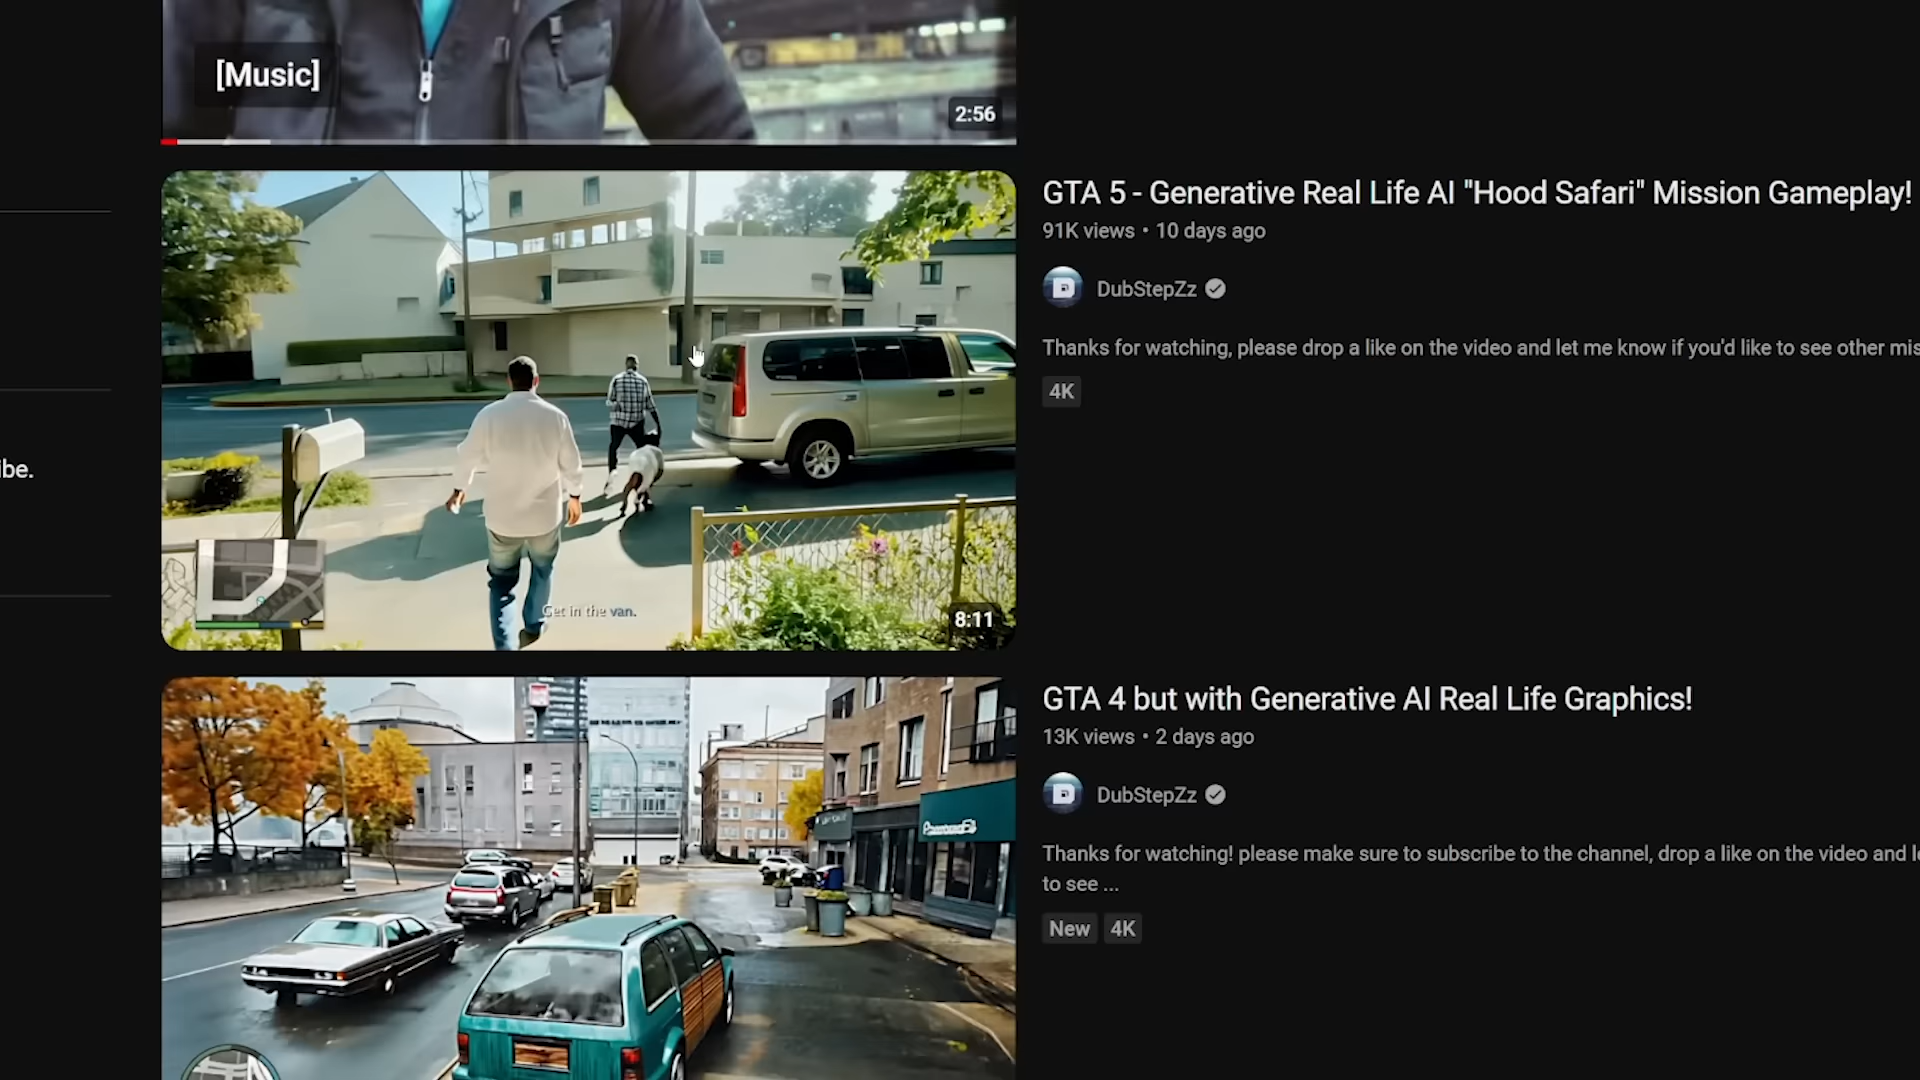 [Music]
2:56
GTA 5 - Generative Real Life AI "Hood Safari" Mission Gameplay!
91K views • 10 days ago
DubStepZz
Thanks for watching, please drop a like on the video and let me know if you'd like to see other mis
4K
ibe.
Get in the van.
8:11
GTA 4 but with Generative AI Real Life Graphics!
13K views • 2 days ago
DubStepZz
Thanks for watching! please make sure to subscribe to the channel, drop a like on the video and le
to see ...
New 4K